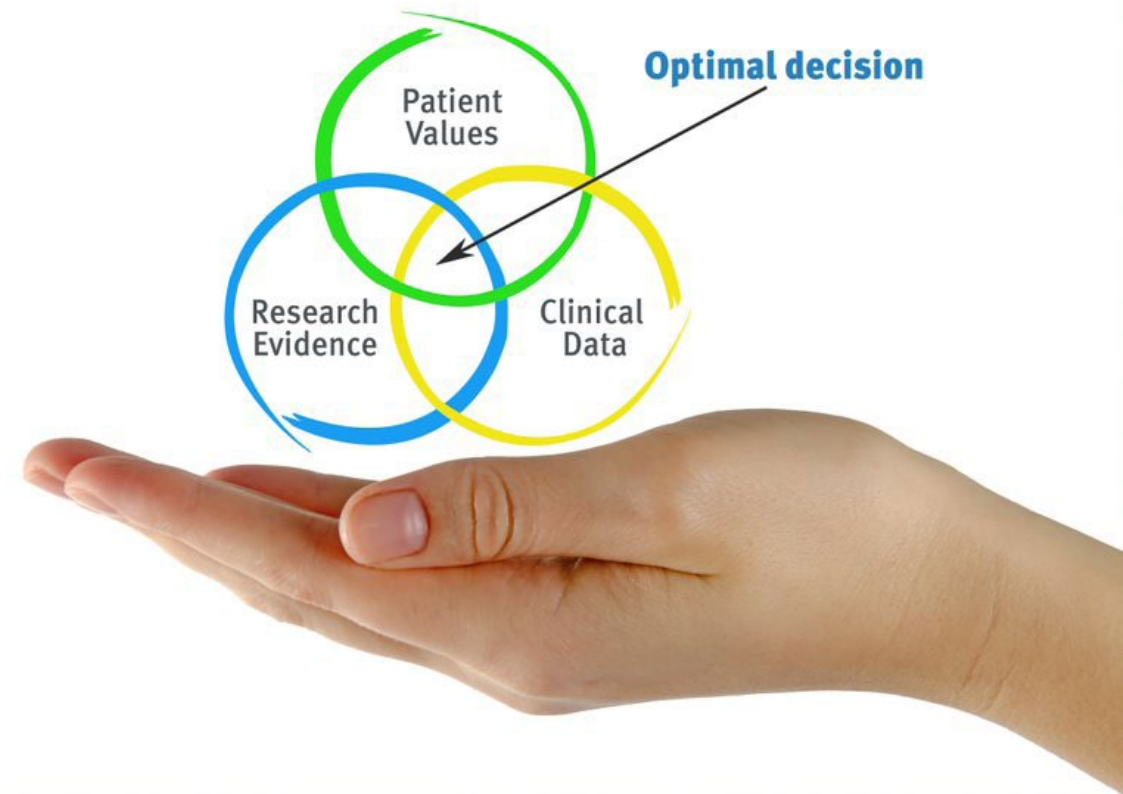 Optimal decision
Patient
Values
Research
Evidence
Clinical
Data